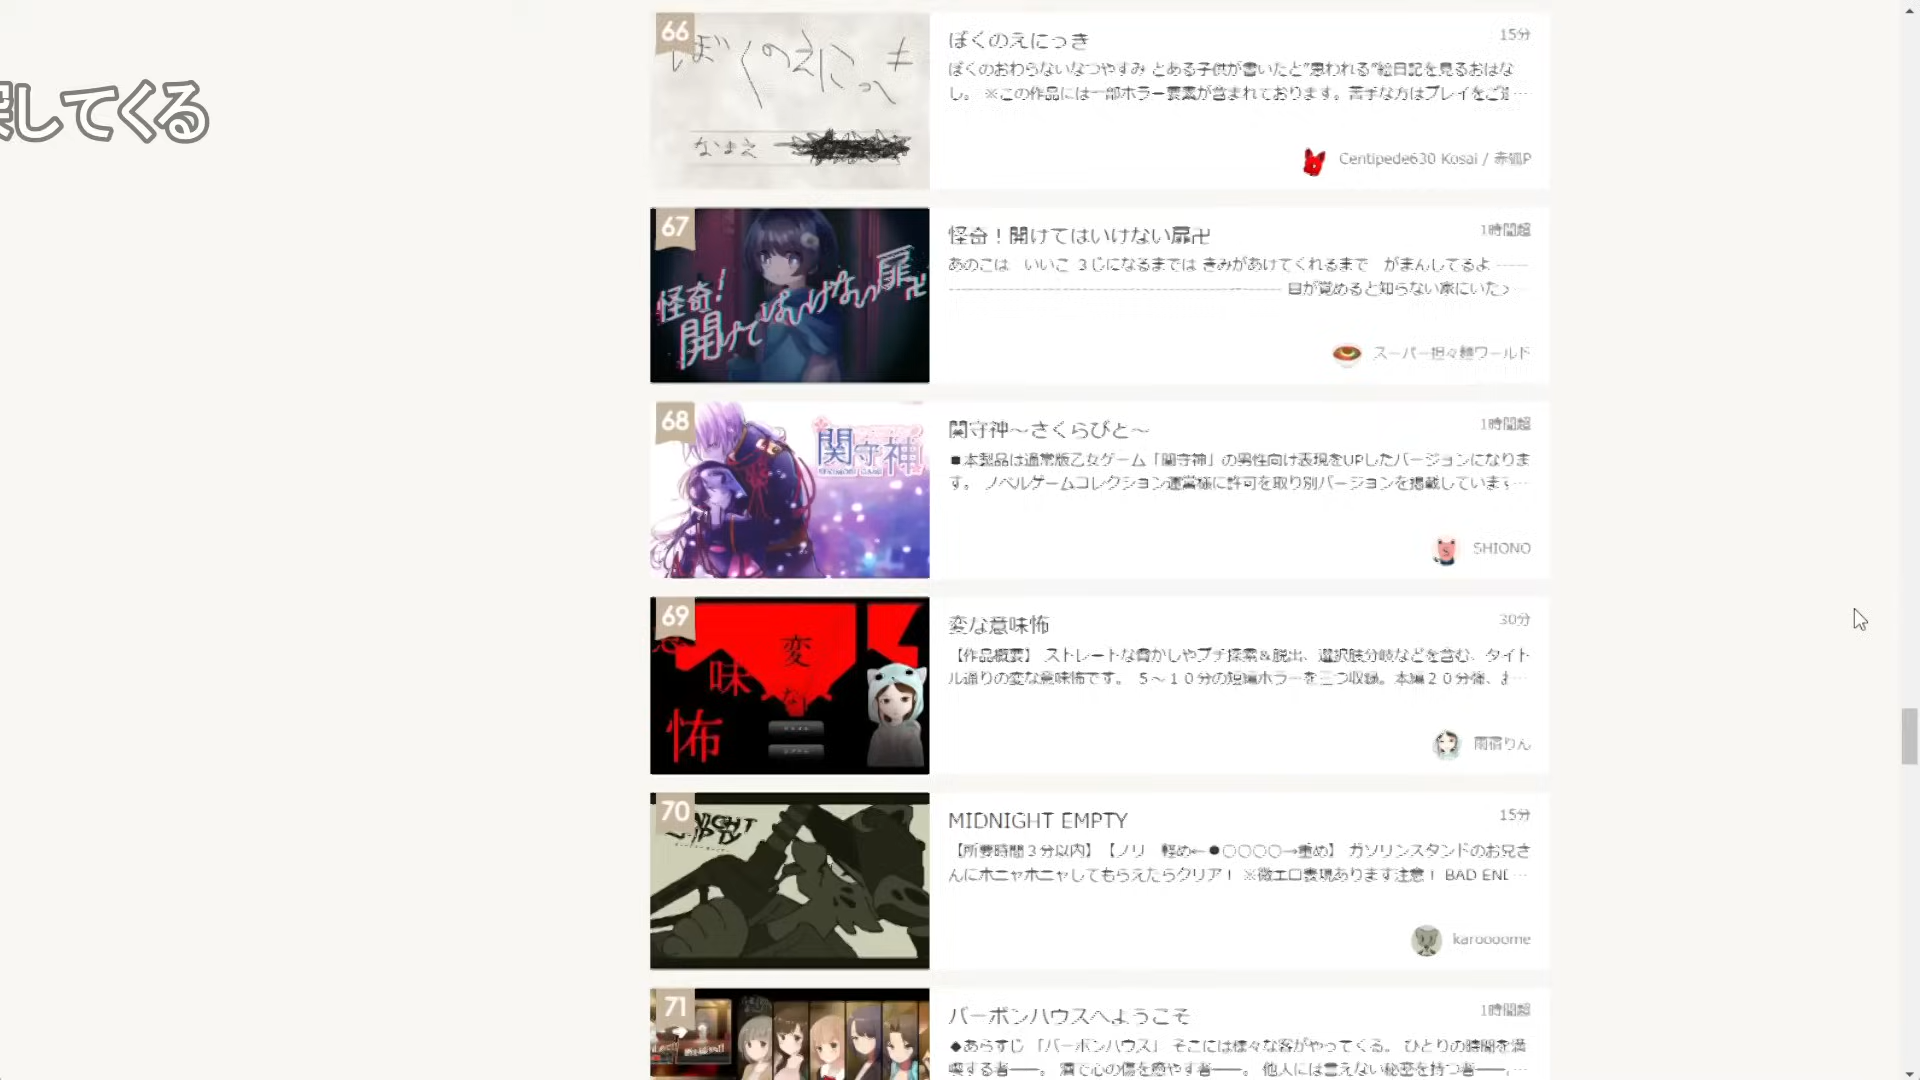 してくる
66
ぼくのえにっき
なまえ
ぼくのえにっき
15分
ぼくのおわらないなつやすみ とある子供が書いたと”思われる”絵日記を見るおはな
し。 ※この作品には一部ホラー要素が含まれております。苦手な方はプレイをご遠…
Centipede630 Kosai / 赤狐P
67
怪奇!
開けてはいけない扉卍
怪奇！開けてはいけない扉卍
1時間超
あのこは いいこ 3じになるまでは きみがあけてくれるまで がまんしてるよ
目が覚めると知らない家にいた
スーパー担々麺ワールド
68
関守神
関守神～さくらびと～
1時間超
■本製品は通常版乙女ゲーム「関守神」の男性向け表現をUPしたバージョンになりま
す。 ノベルゲームコレクション運営様に許可を取り別バージョンを掲載しています…
SHIONO
69
変な
意味
怖
変な意味怖
30分
【作品概要】 ストレートな脅かしやプチ探索＆脱出、選択肢分岐などを含む、タイト
ル通りの変な意味怖です。 ５～１０分の短編ホラーを三つ収録。本編２０分強、お…
雨宿りん
70
MIDNIGHT EMPTY
15分
【所要時間３分以内】【ノリ 軽め←●○○○○→重め】 ガソリンスタンドのお兄さ
んにホニャホニャしてもらえたらクリア！ ※微エロ表現あります注意！ BAD END…
karoooome
71
バーボンハウスへようこそ
1時間超
◆あらすじ 「バーボンハウス」 そこには様々な客がやってくる。 ひとりの時間を満
喫する者――。 酒で心の傷を癒やす者――。 他人には言えない秘密を持つ者――。…